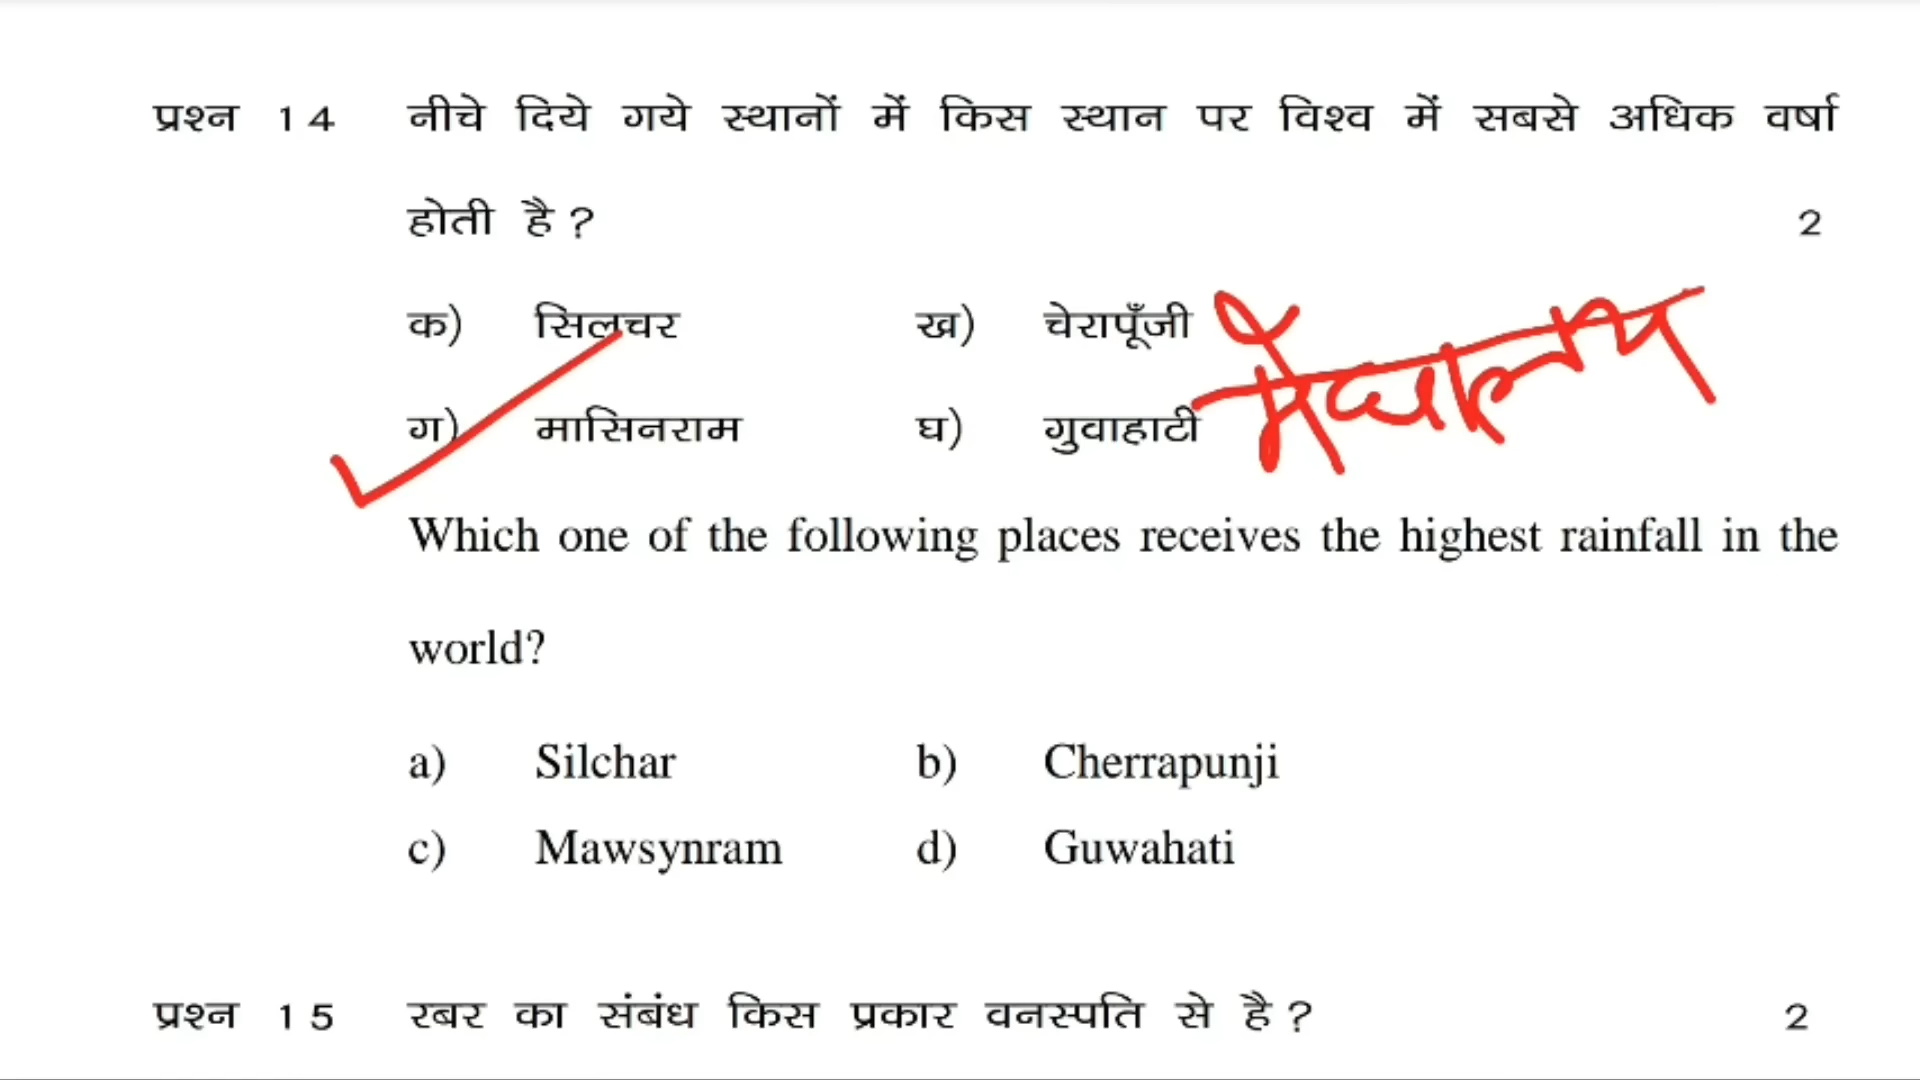 प्रश्न 14 नीचे दिये गये स्थानों में किस स्थान पर विश्व में सबसे अधिक वर्षा
होती है ? 2
क) सिलचर ख) चेरापूँजी
मेघालय
ग) मासिनराम घ) गुवाहाटी
Which one of the following places receives the highest rainfall in the
world?
a) Silchar b) Cherrapunji
c) Mawsynram d) Guwahati
प्रश्न 15 रबर का संबंध किस प्रकार वनस्पति से है ? 2